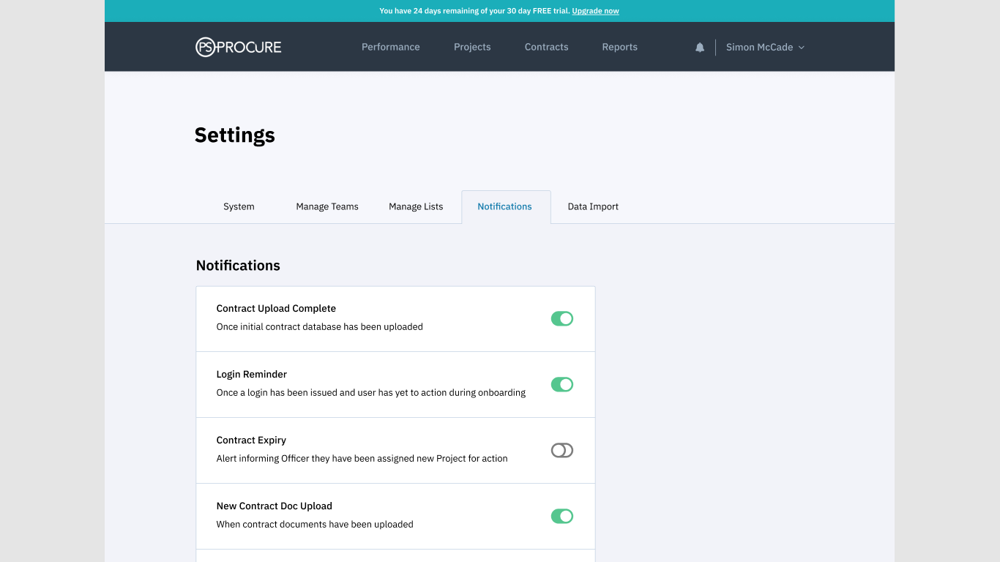 You have 24 days remaining of your 30 day FREE trial. Upgrade now
PS PROCURE
Performance
Projects
Contracts
Reports
Simon McCade
Settings
System
Manage Teams
Manage Lists
Notifications
Data Import
Notifications
Contract Upload Complete
Once initial contract database has been uploaded
Login Reminder
Once a login has been issued and user has yet to action during onboarding
Contract Expiry
Alert informing Officer they have been assigned new Project for action
New Contract Doc Upload
When contract documents have been uploaded